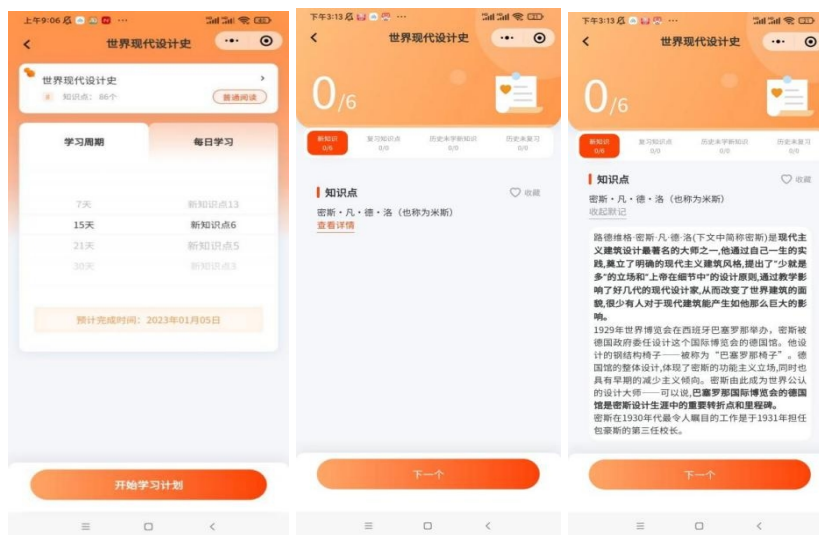 上午9:06
世界现代设计史
世界现代设计史
知识点：86个
普通阅读
学习周期
每日学习
7天
新知识点13
15天
新知识点6
21天
新知识点5
30天
新知识点3
预计完成时间：2023年01月05日
开始学习计划
下午3:13
世界现代设计史
0/6
新知识
复习知识点
历史未学新知识
历史未复习
0/6
0/0
0/0
0/0
知识点
收藏
密斯·凡·德·洛（也称为米斯）
查看详情
下一个
下午3:13
世界现代设计史
0/6
新知识
复习知识点
历史未学新知识
历史未复习
0/6
0/0
0/0
0/0
知识点
收藏
密斯·凡·德·洛（也称为米斯）
收起默记
路德维格·密斯·凡·德·洛(下文中简称密斯)是现代主
义建筑设计最著名的大师之一,他通过自己一生的实
践,奠立了明确的现代主义建筑风格,提出了“少就是
多”的立场和“上帝在细节中”的设计原则,通过教学影
响了好几代的现代设计家,从而改变了世界建筑的面
貌,很少有人对于现代建筑能产生如他那么巨大的影
响。
1929年世界博览会在西班牙巴塞罗那举办，密斯被
德国政府委任设计这个国际博览会的德国馆。他设
计的钢结构椅子——被称为“巴塞罗那椅子”。德
国馆的整体设计,体现了密斯的功能主义立场,同时也
具有早期的减少主义倾向。密斯由此成为世界公认
的设计大师——可以说,巴塞罗那国际博览会的德国
馆是密斯设计生涯中的重要转折点和里程碑。
密斯在1930年代最令人瞩目的工作是于1931年担任
包豪斯的第三任校长。
下一个